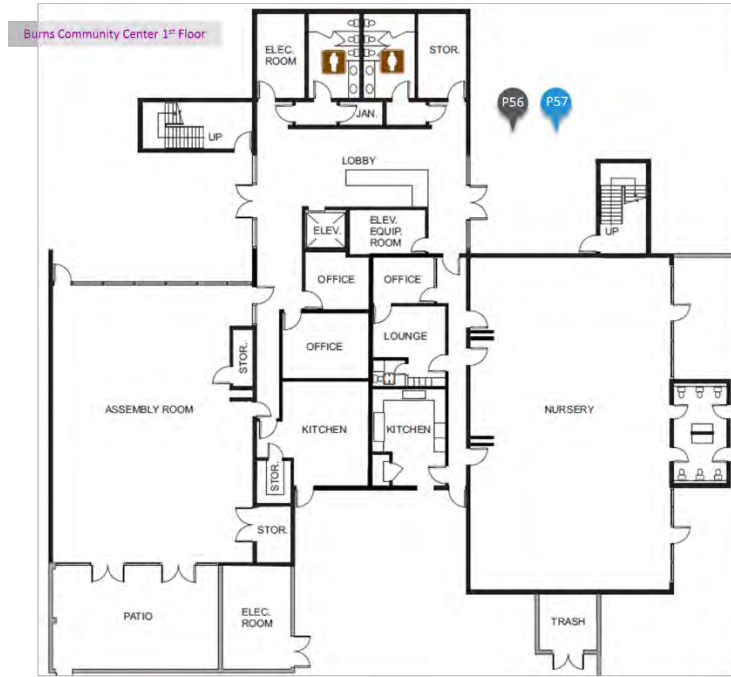 Burns Community Center 1st Floor
ELEC.
ROOM
STOR.
P56
P57
JAN.
UP
LOBBY
ELEV.
ELEV.
EQUIP.
ROOM
UP
OFFICE
OFFICE
OFFICE
LOUNGE
STOR.
ASSEMBLY ROOM
KITCHEN
KITCHEN
NURSERY
STOR.
STOR.
PATIO
ELEC.
ROOM
TRASH